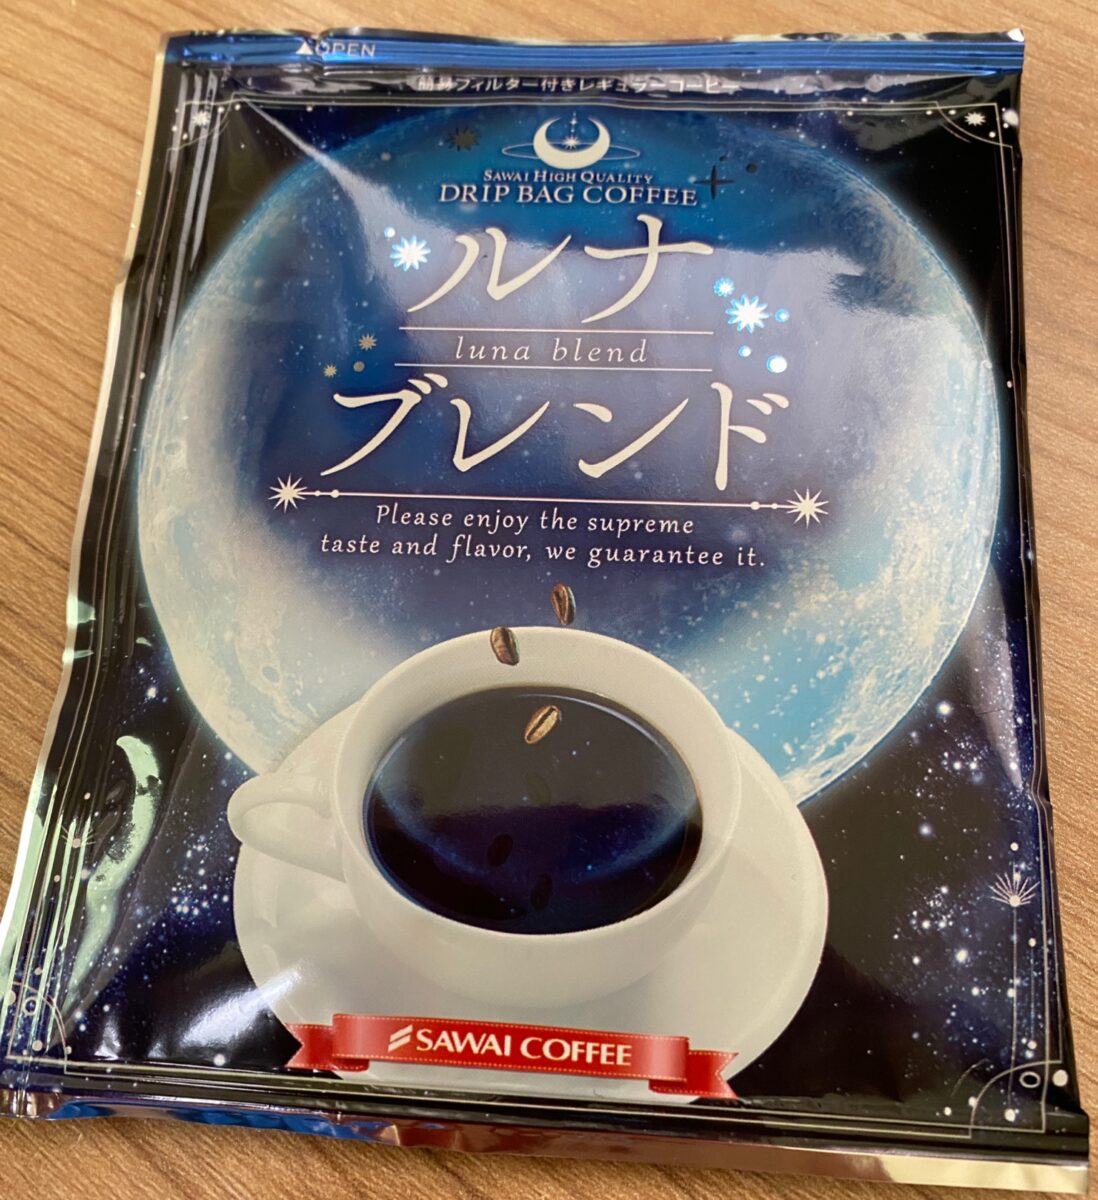 ▲OPEN
簡易フィルター付きレギュラーコーヒー
SAWAI HIGH QUALITY
DRIP BAG COFFEE
ルナ
luna blend
ブレンド
Please enjoy the supreme
taste and flavor, we guarantee it.
SAWAI COFFEE